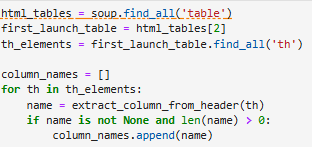 html_tables = soup.find_all('table')
first_launch_table = html_tables[2]
th_elements = first_launch_table.find_all('th')

column_names = []
for th in th_elements:
    name = extract_column_from_header(th)
    if name is not None and len(name) > 0:
        column_names.append(name)